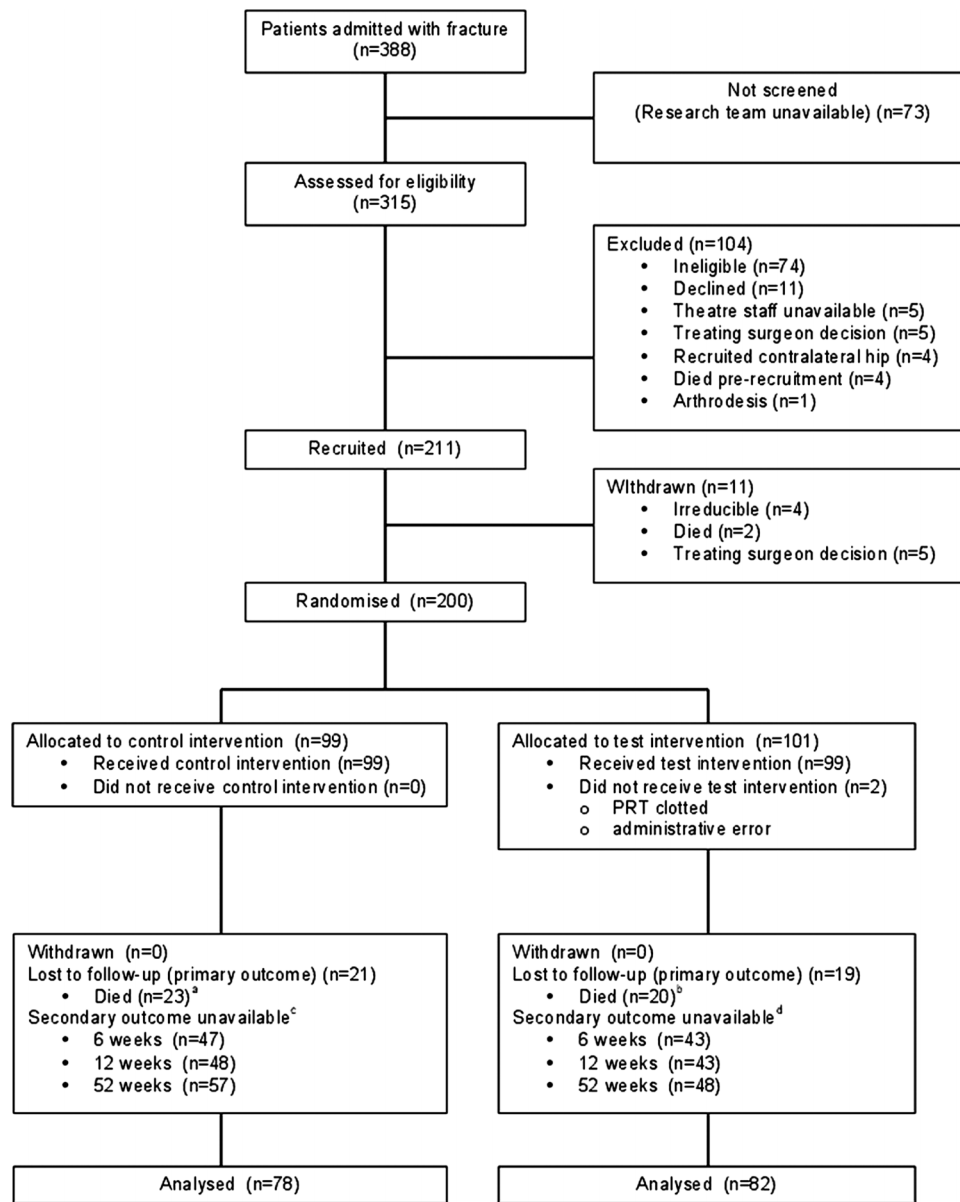 Patients admitted with fracture
(n=388)
Not screened
(Research team unavailable) (n=73)
Assessed for eligibility
(n=315)
Excluded (n=104)
• Ineligible (n=74)
• Declined (n=11)
• Theatre staff unavailable (n=5)
• Treating surgeon decision (n=5)
• Recruited contralateral hip (n=4)
• Died pre-recruitment (n=4)
• Arthrodesis (n=1)
Recruited (n=211)
WIthdrawn (n=11)
• Irreducible (n=4)
• Died (n=2)
• Treating surgeon decision (n=5)
Randomised (n=200)
Allocated to control intervention (n=99)
• Received control intervention (n=99)
• Did not receive control intervention (n=0)
Allocated to test intervention (n=101)
• Received test intervention (n=99)
• Did not receive test intervention (n=2)
o PRT clotted
o administrative error
Withdrawn (n=0)
Lost to follow-up (primary outcome) (n=21)
• Died (n=23)a
Secondary outcome unavailablec
• 6 weeks (n=47)
• 12 weeks (n=48)
• 52 weeks (n=57)
Withdrawn (n=0)
Lost to follow-up (primary outcome) (n=19)
• Died (n=20)b
Secondary outcome unavailabled
• 6 weeks (n=43)
• 12 weeks (n=43)
• 52 weeks (n=48)
Analysed (n=78)
Analysed (n=82)